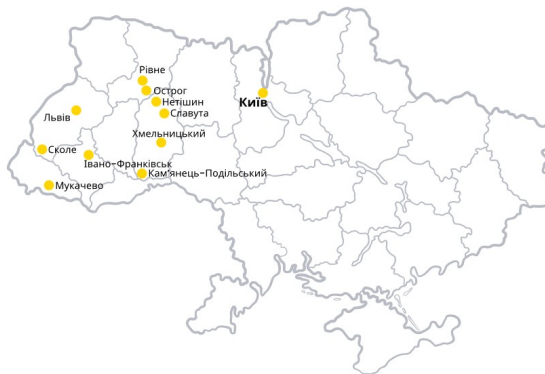 Рівне
Острог
Нетішин
Київ
Славута
Львів
Хмельницький
Сколе
Івано-Франківськ
Кам'янець-Подільський
Мукачево